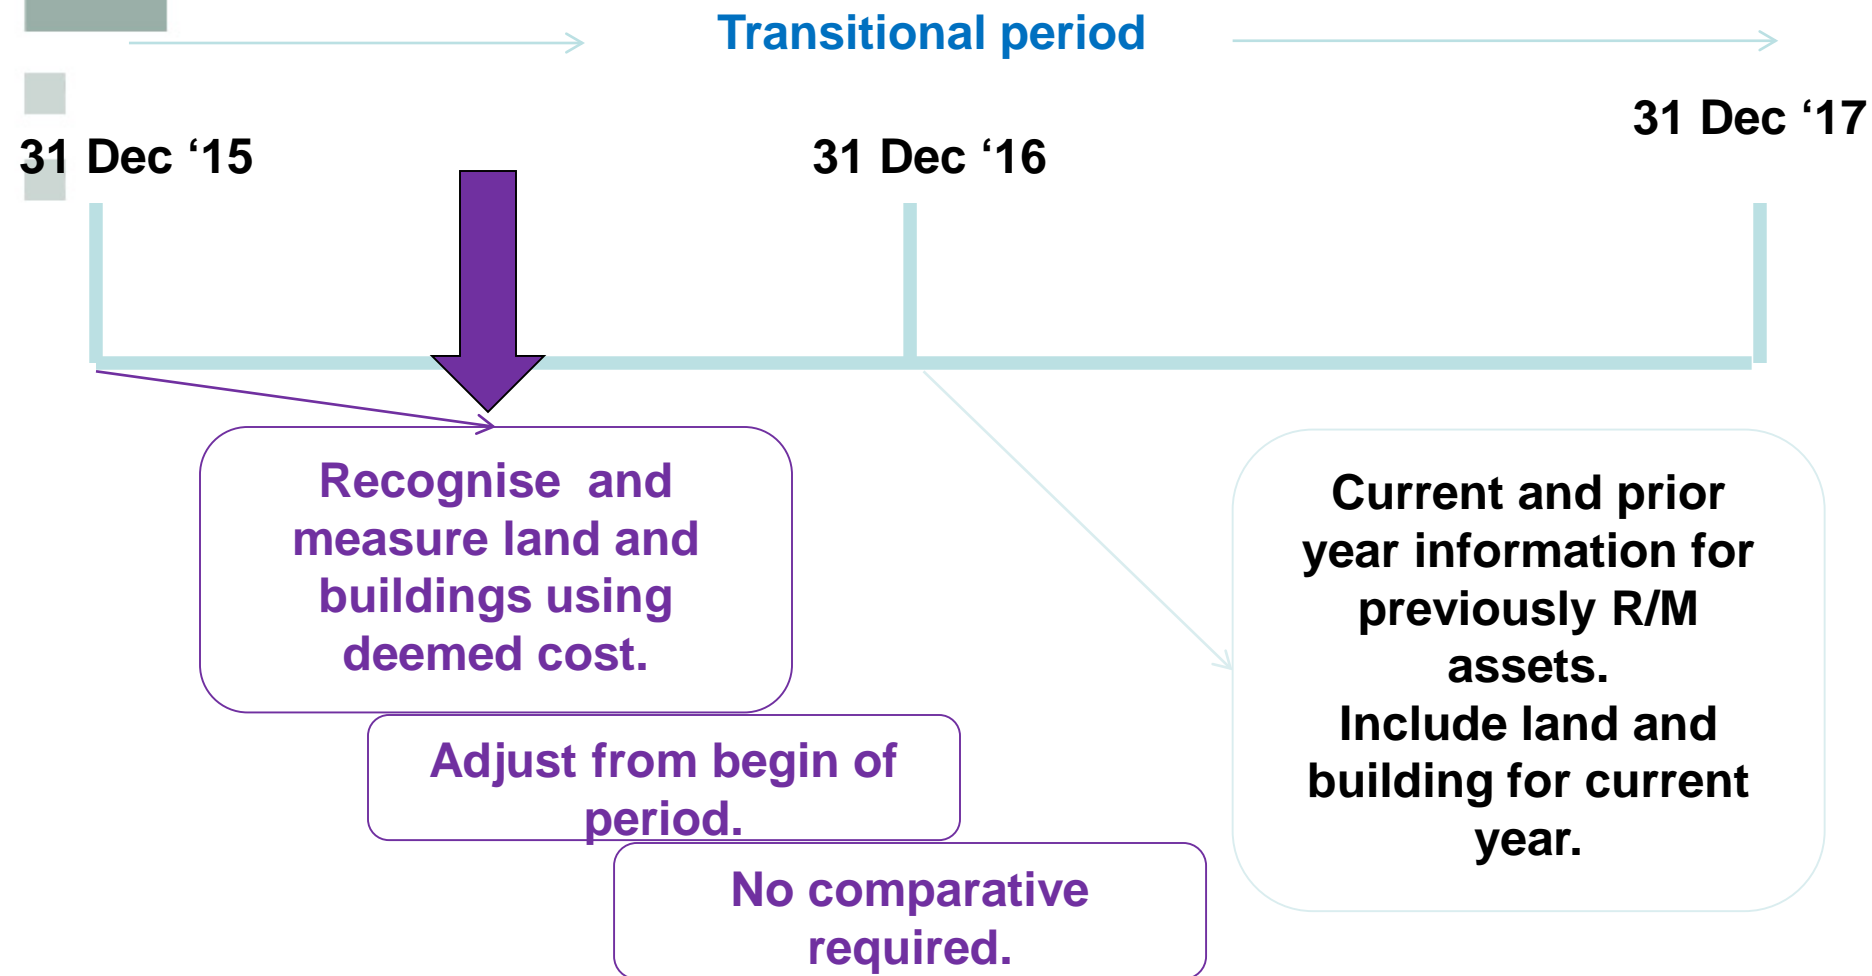 Transitional period
31 Dec ‘15
31 Dec ‘16
31 Dec ‘17
Recognise and
measure land and
buildings using
deemed cost.
Adjust from begin of
period.
No comparative
required.
Current and prior
year information for
previously R/M
assets.
Include land and
building for current
year.